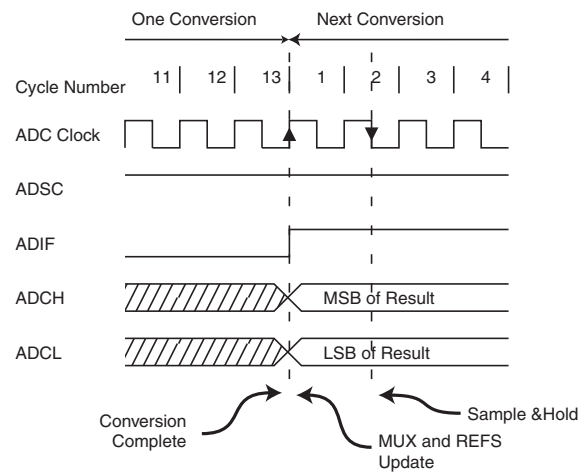 One Conversion Next Conversion
Cycle Number 11 12 13 1 2 3 4
ADC Clock
ADSC
ADIF
ADCH MSB of Result
ADCL LSB of Result
Conversion
Complete
MUX and REFS
Update
Sample &Hold